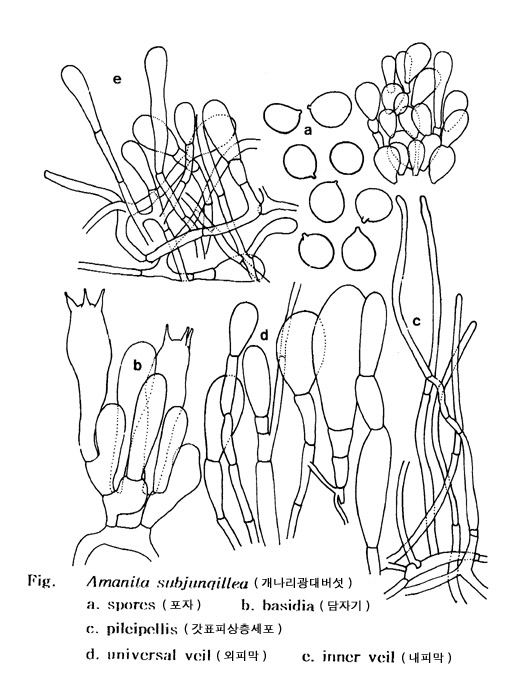 e
a
c
d
b
Fig. Amanita subjunqillea (개나리광대버섯)
a. spores (포자) b. basidia (담자기)
c. pileipellis (갓표피상층세포)
d. universal veil (외피막) e. inner veil (내피막)